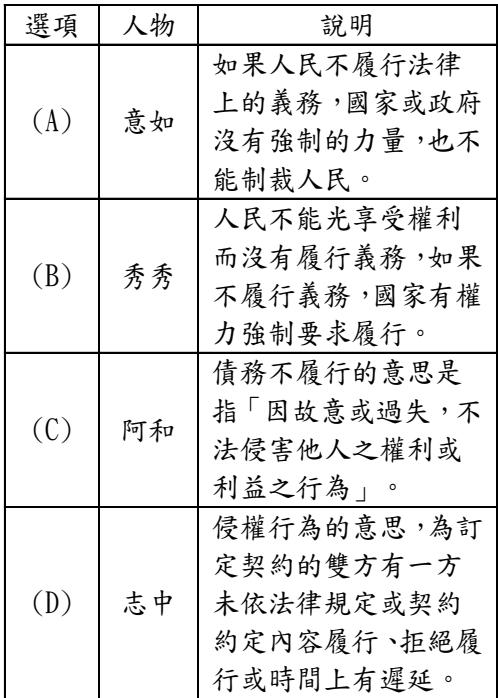 選項 人物 說明
(A) 意如 如果人民不履行法律
上的義務，國家或政府
沒有強制的力量，也不
能制裁人民。
(B) 秀秀 人民不能光享受權利
而沒有履行義務，如果
不履行義務，國家有權
力強制要求履行。
(C) 阿和 債務不履行的意思是
指「因故意或過失，不
法侵害他人之權利或
利益之行為」。
(D) 志中 侵權行為的意思，為訂
定契約的雙方有一方
未依法律規定或契約
約定內容履行、拒絕履
行或時間上有遲延。